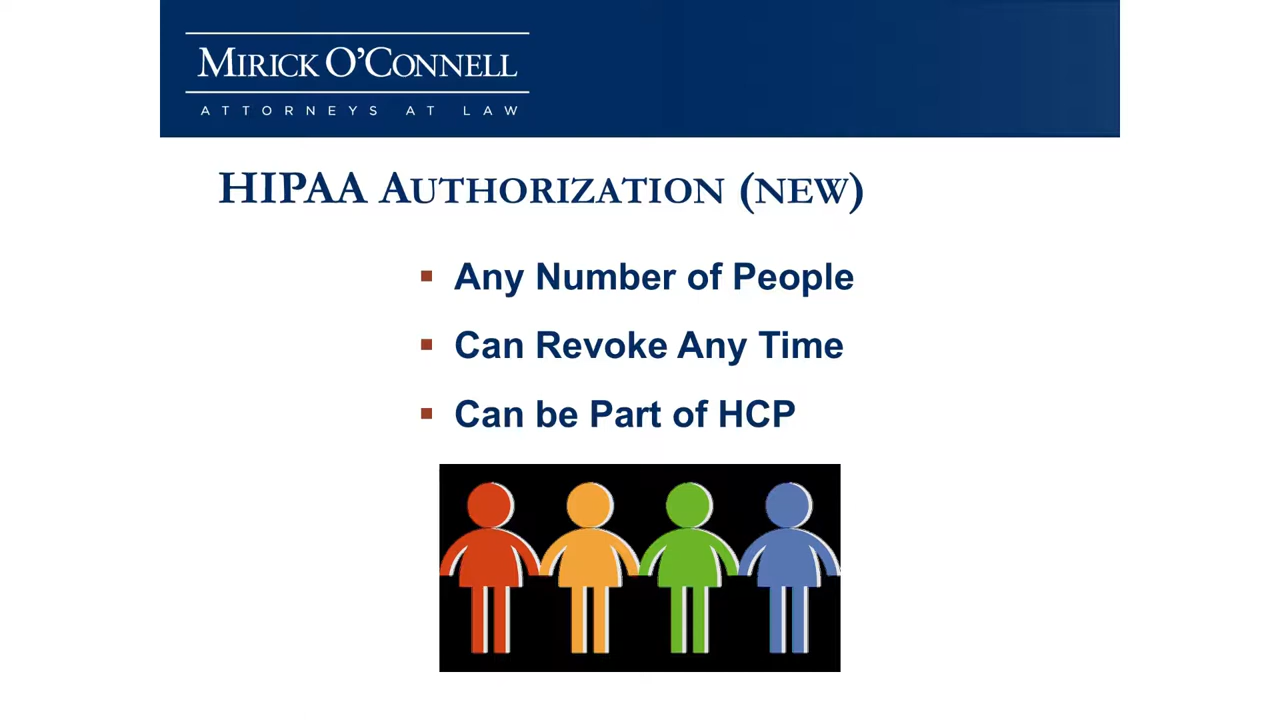 MIRICK O'CONNELL
ATTORNEYS AT LAW
HIPAA AUTHORIZATION (NEW)
▪ Any Number of People
▪ Can Revoke Any Time
▪ Can be Part of HCP